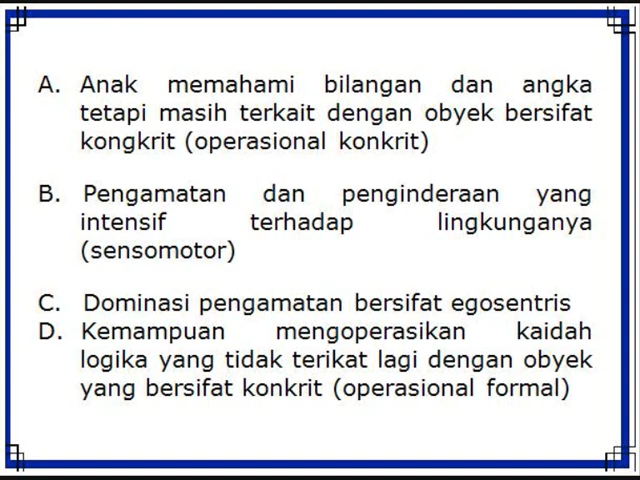 A. Anak memahami bilangan dan angka
tetapi masih terkait dengan obyek bersifat
kongkrit (operasional konkrit)
B. Pengamatan dan penginderaan yang
intensif terhadap lingkunganya
(sensomotor)
C. Dominasi pengamatan bersifat egosentris
D. Kemampuan mengoperasikan kaidah
logika yang tidak terikat lagi dengan obyek
yang bersifat konkrit (operasional formal)